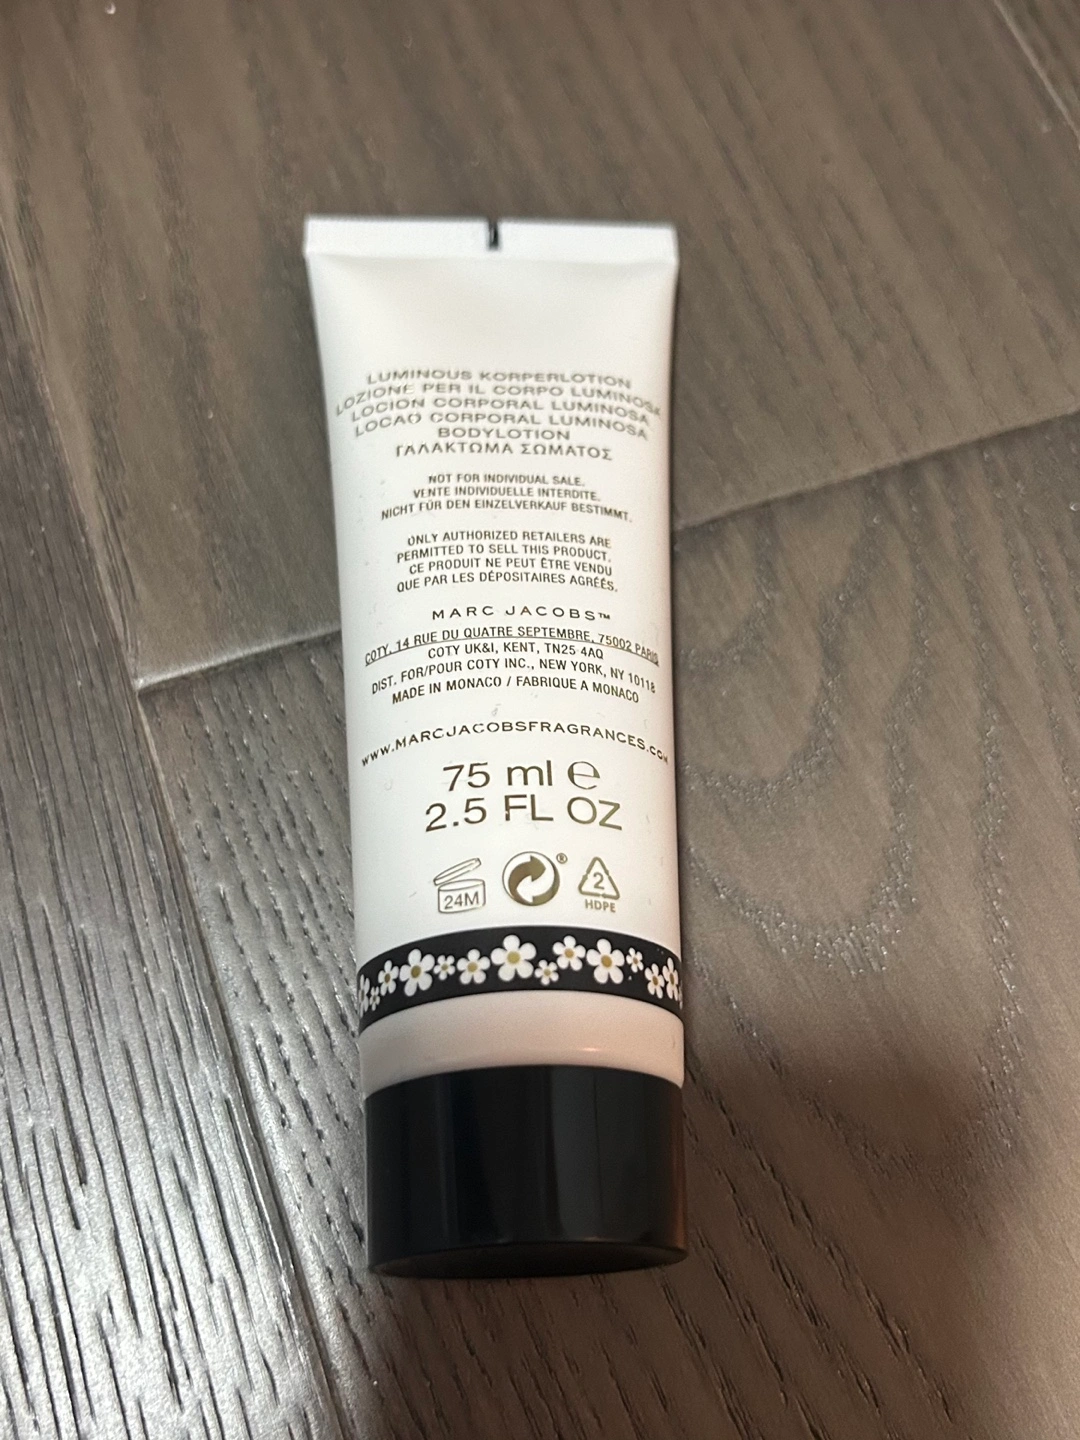 LUMINOUS KORPERLOTION
LOZIONE PER IL CORPO LUMINOSA
LOCION CORPORAL LUMINOSA
LOCAO CORPORAL LUMINOSA
BODYLOTION
ΓΑΛΑΚΤΩΜΑ ΣΩΜΑΤΟΣ
NOT FOR INDIVIDUAL SALE.
VENTE INDIVIDUELLE INTERDITE.
NICHT FÜR DEN EINZELVERKAUF BESTIMMT.
ONLY AUTHORIZED RETAILERS ARE
PERMITTED TO SELL THIS PRODUCT.
CE PRODUIT NE PEUT ÊTRE VENDU
QUE PAR LES DÉPOSITAIRES AGRÉÉS.
MARC JACOBS™
COTY, 14 RUE DU QUATRE SEPTEMBRE, 75002 PARIS
COTY UK&I, KENT, TN25 4AQ
DIST. FOR/POUR COTY INC., NEW YORK, NY 10118
MADE IN MONACO / FABRIQUE A MONACO
WWW.MARCJACOBSFRAGRANCES.COM
75 ml ℮
2.5 FL OZ
24M ® 2
HDPE